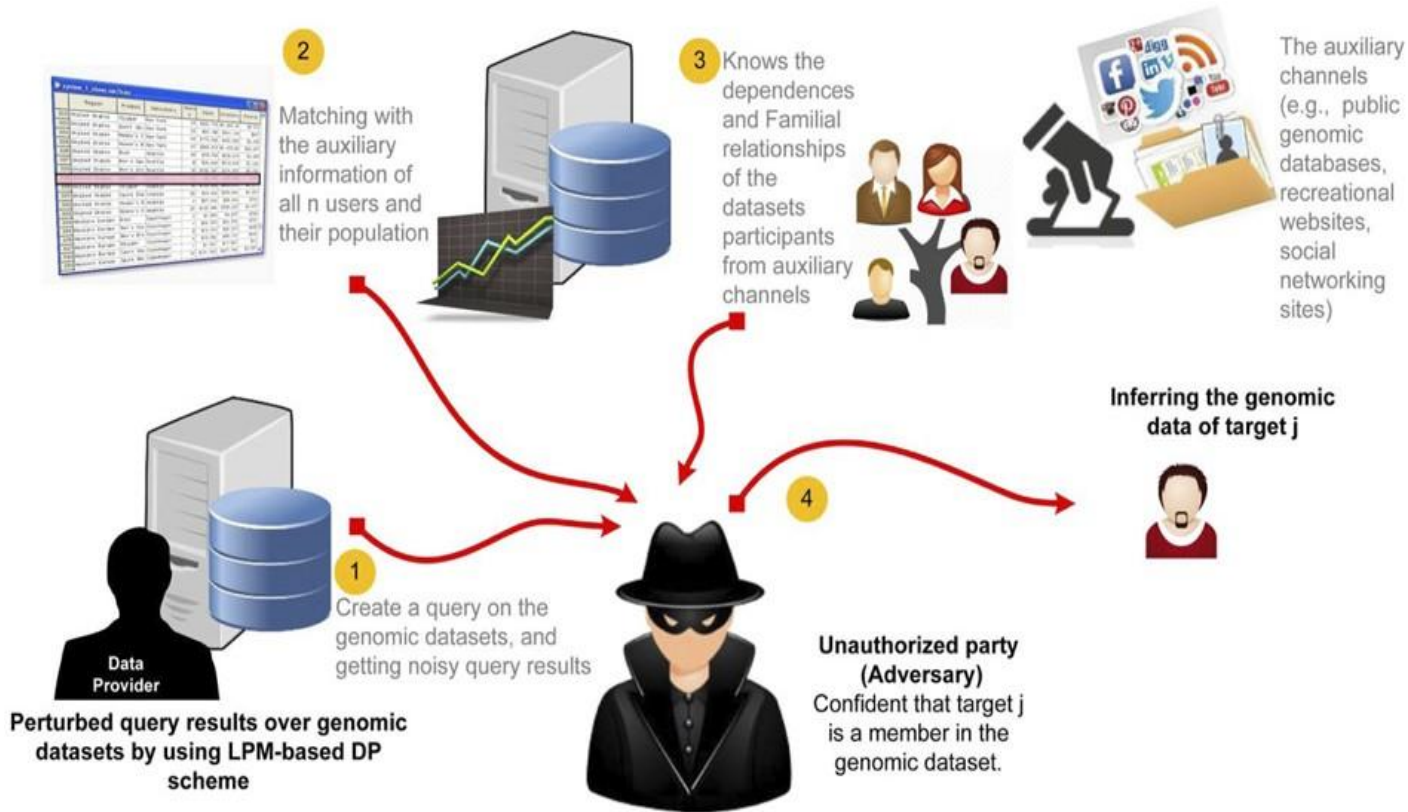 2
Matching with
the auxiliary
information of
all n users and
their population
3
Knows the
dependences
and Familial
relationships
of the
datasets
participants
from auxiliary
channels
digg
The auxiliary
channels
(e.g., public
genomic
databases,
recreational
websites,
social
networking
sites)
1
Create a query on the
genomic datasets, and
getting noisy query results
Data
Provider
Perturbed query results over genomic
datasets by using LPM-based DP
scheme
4
Unauthorized party
(Adversary)
Confident that target j
is a member in the
genomic dataset.
Inferring the genomic
data of target j